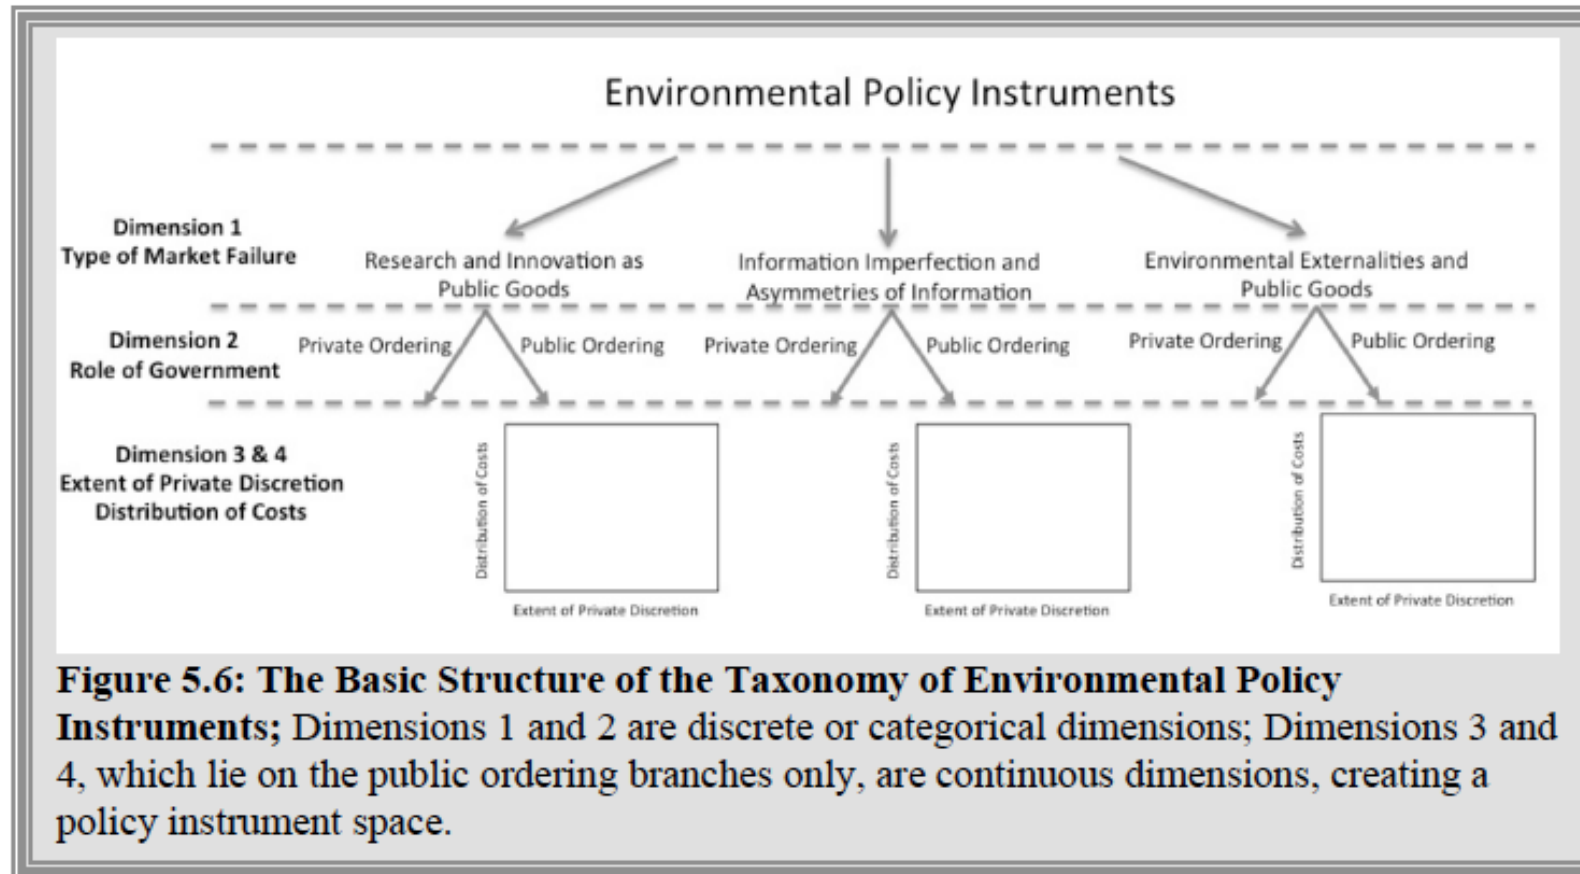 Environmental Policy Instruments
Dimension 1
Type of Market Failure
Research and Innovation as
Public Goods
Information Imperfection and
Asymmetries of Information
Environmental Externalities and
Public Goods
Dimension 2
Role of Government
Private Ordering
Public Ordering
Private Ordering
Public Ordering
Private Ordering
Public Ordering
Dimension 3 & 4
Extent of Private Discretion
Distribution of Costs
Distribution of Costs
Extent of Private Discretion
Distribution of Costs
Extent of Private Discretion
Distribution of Costs
Extent of Private Discretion
Figure 5.6: The Basic Structure of the Taxonomy of Environmental Policy
Instruments; Dimensions 1 and 2 are discrete or categorical dimensions; Dimensions 3 and
4, which lie on the public ordering branches only, are continuous dimensions, creating a
policy instrument space.